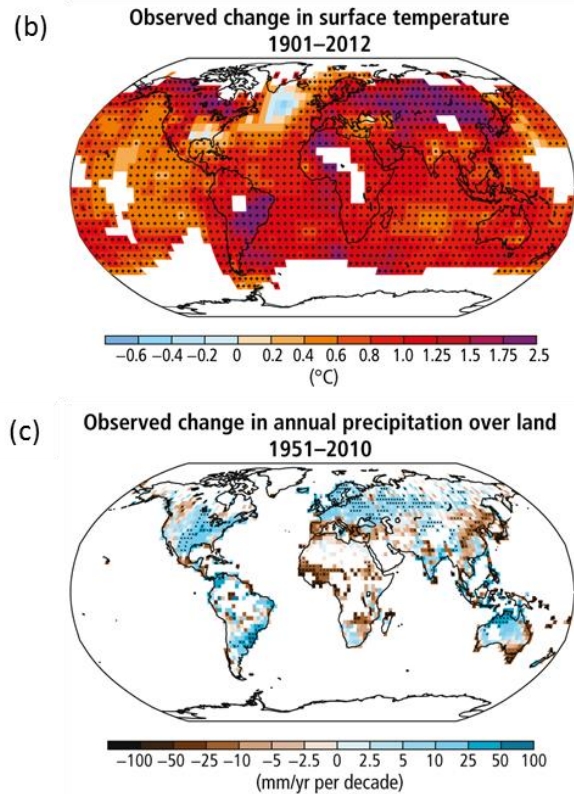 (b)
Observed change in surface temperature
1901–2012
−0.6 −0.4 −0.2 0 0.2 0.4 0.6 0.8 1.0 1.25 1.5 1.75 2.5
(°C)
(c)
Observed change in annual precipitation over land
1951–2010
−100 −50 −25 −10 −5 −2.5 0 2.5 5 10 25 50 100
(mm/yr per decade)